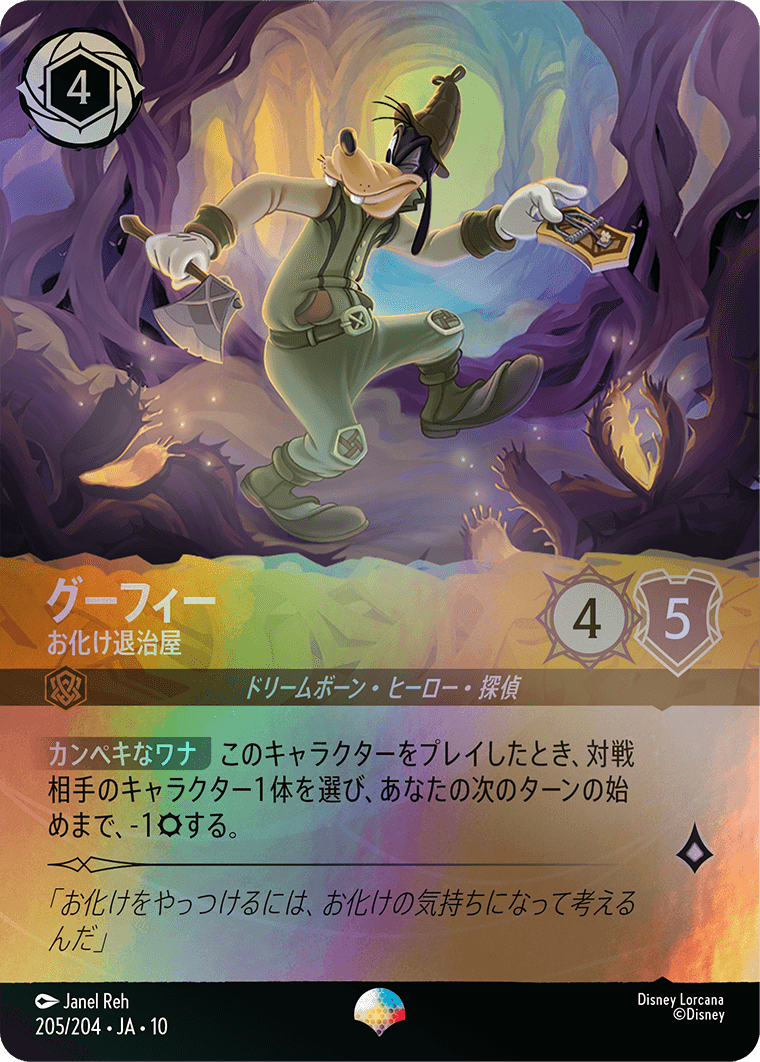 4
グーフィー
お化け退治屋
4
5
ドリームボーン・ヒーロー・探偵
カンペキなワナ このキャラクターをプレイしたとき、対戦
相手のキャラクター1体を選び、あなたの次のターンの始
めまで、-1する。
「お化けをやっつけるには、お化けの気持ちになって考える
んだ」
Janel Reh
205/204・JA・10
Disney Lorcana
©Disney